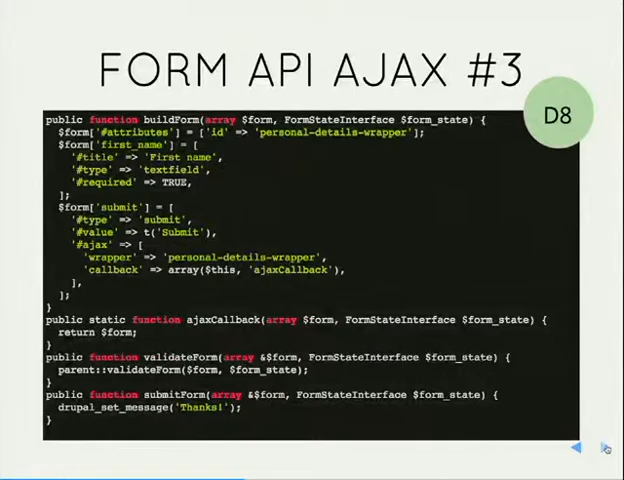 FORM API AJAX #3
D8
public function buildForm(array $form, FormStateInterface $form_state) {
$form['#attributes'] = ['id' => 'personal-details-wrapper'];
$form['first_name'] = [
'#title' => 'First name',
'#type' => 'textfield',
'#required' => TRUE,
];
$form['submit'] = [
'#type' => 'submit',
'#value' => t('Submit'),
'#ajax' => [
'wrapper' => 'personal-details-wrapper',
'callback' => array($this, 'ajaxCallback'),
],
];
}
public static function ajaxCallback(array $form, FormStateInterface $form_state) {
return $form;
}
public function validateForm(array &$form, FormStateInterface $form_state) {
parent::validateForm($form, $form_state);
}
public function submitForm(array &$form, FormStateInterface $form_state) {
drupal_set_message('Thanks!');
}